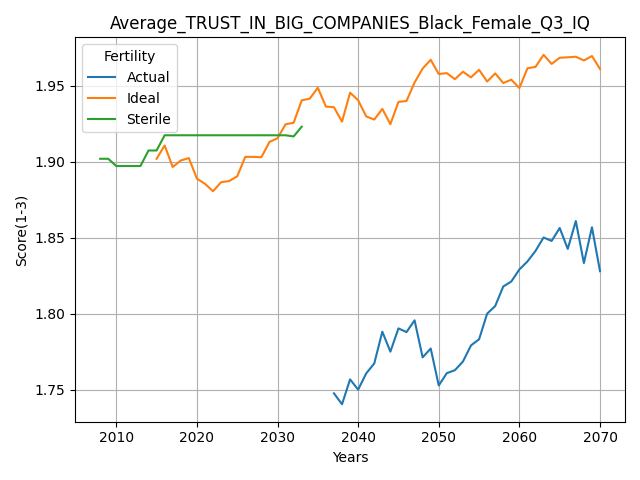 Average_TRUST_IN_BIG_COMPANIES_Black_Female_Q3_IQ
Fertility
Actual
Ideal
Sterile
1.95
1.90
1.85
1.80
1.75
Score(1-3)
2010 2020 2030 2040 2050 2060 2070
Years